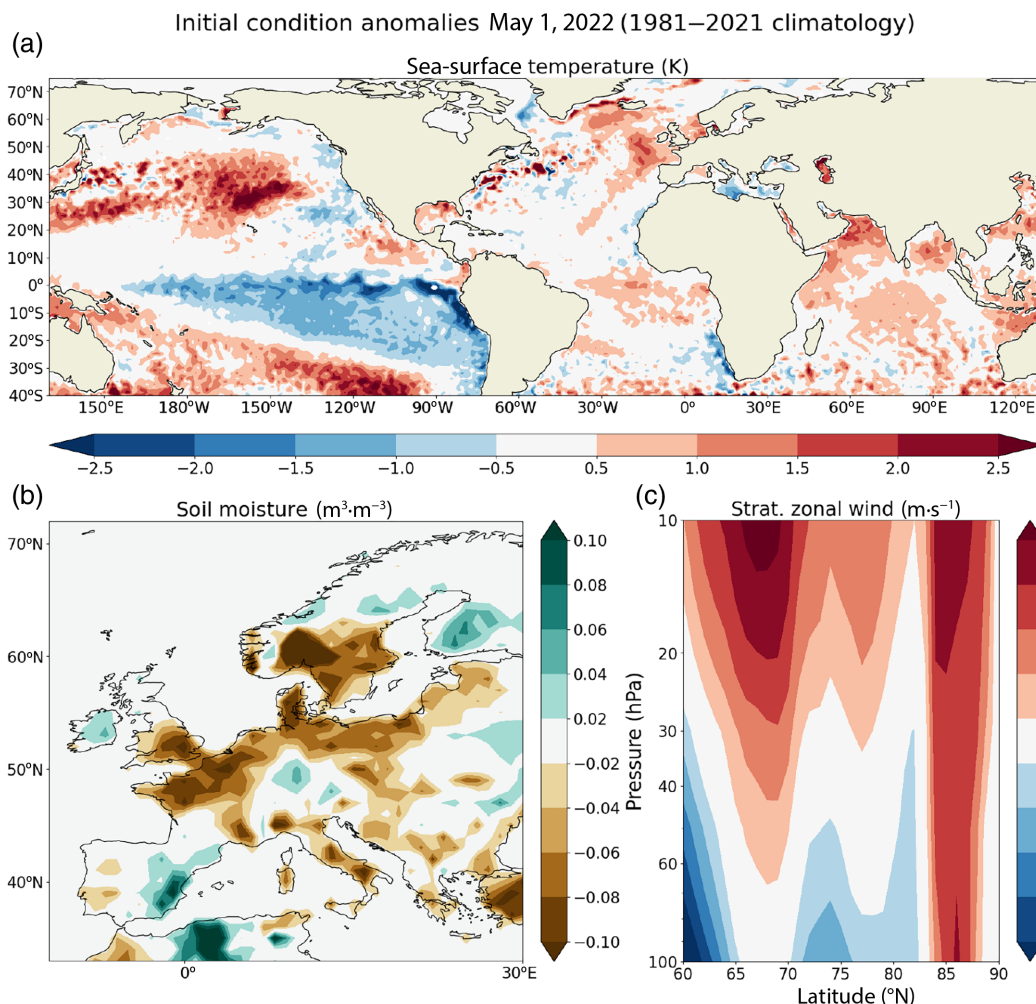 Initial condition anomalies May 1, 2022 (1981−2021 climatology)
(a)
Sea-surface temperature (K)
70°N
60°N
50°N
40°N
30°N
20°N
10°N
0°
10°S
20°S
30°S
40°S
150°E 180°W 150°W 120°W 90°W 60°W 30°W 0° 30°E 60°E 90°E 120°E
−2.5 −2.0 −1.5 −1.0 −0.5 0.5 1.0 1.5 2.0 2.5
(b)
Soil moisture (m³·m⁻³)
70°N
60°N
50°N
40°N
0° 30°E
0.10
0.08
0.06
0.04
0.02
−0.02
−0.04
−0.06
−0.08
−0.10
(c)
Strat. zonal wind (m·s⁻¹)
Pressure (hPa)
10
20
30
40
60
100
60 65 70 75 80 85 90
Latitude (°N)